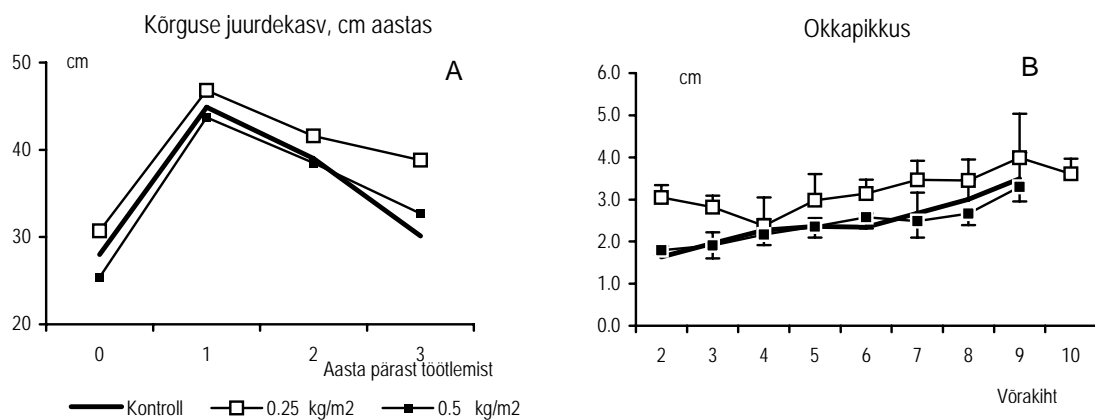 Kõrguse juurdekasv, cm aastas
cm
A
50
40
30
20
0 1 2 3
Aasta pärast töötlemist
Kontroll 0.25 kg/m2 0.5 kg/m2
Okkapikkus
cm
B
6.0
5.0
4.0
3.0
2.0
1.0
0.0
2 3 4 5 6 7 8 9 10
Võrakiht